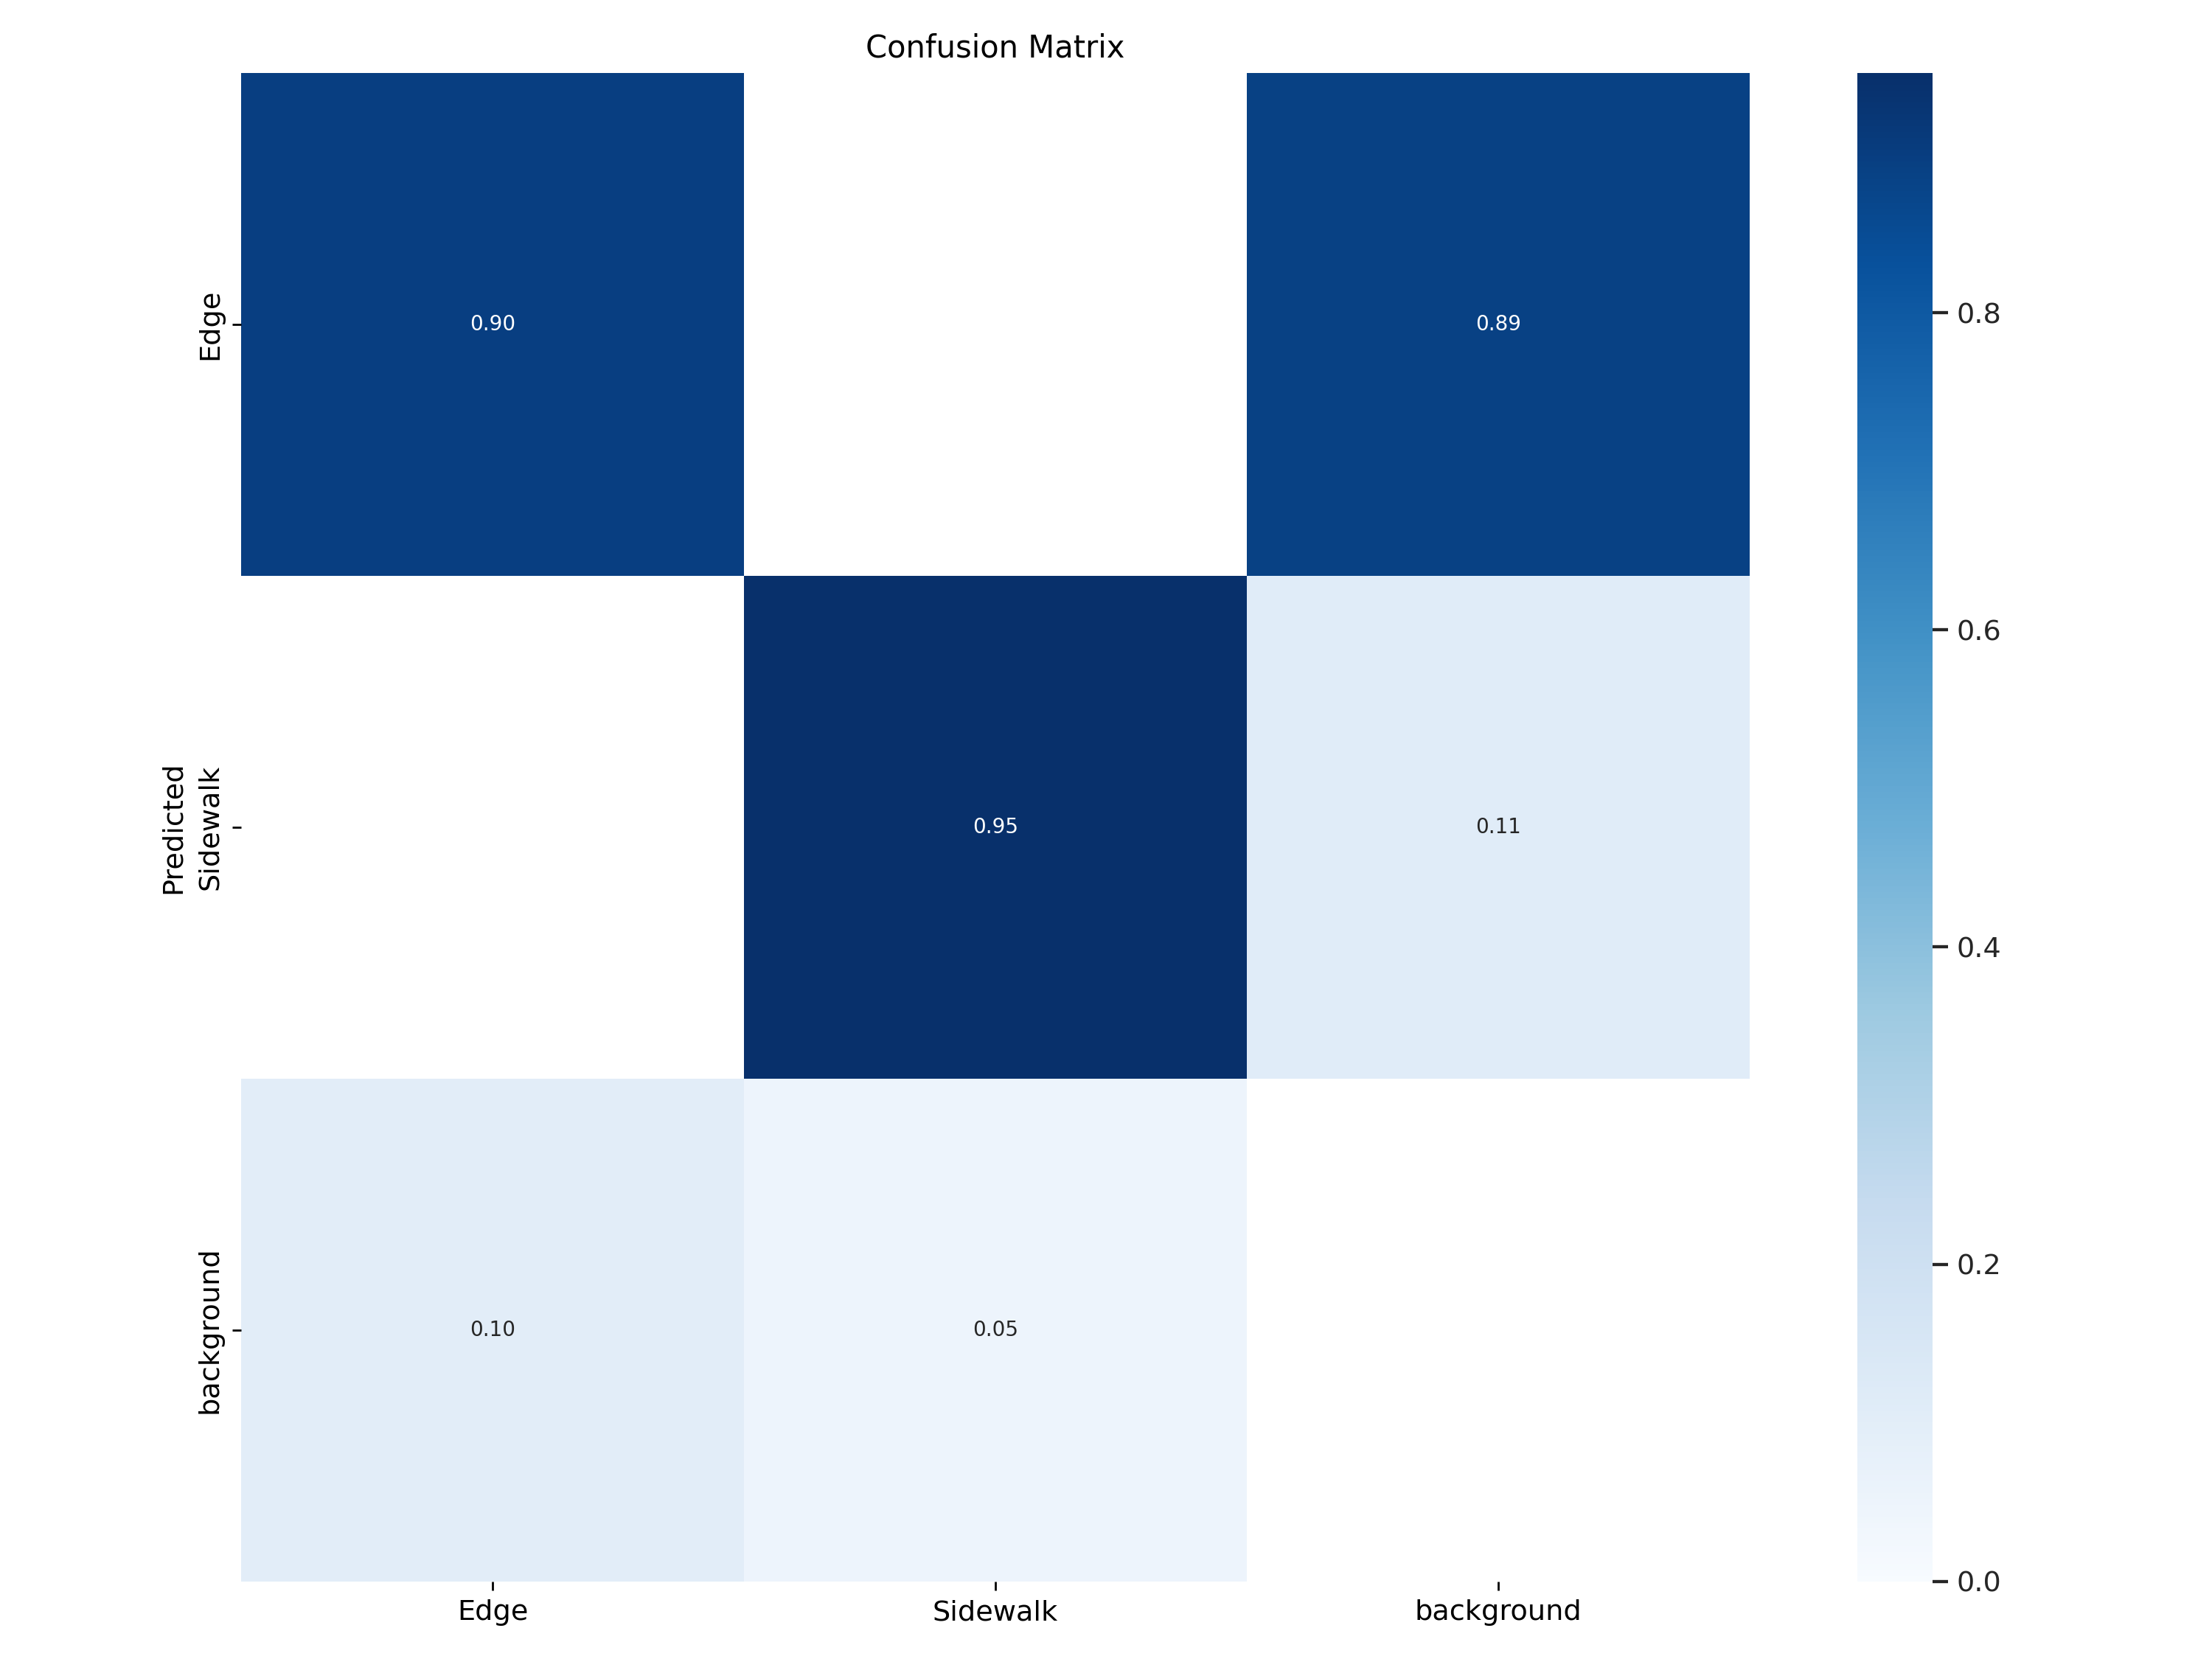 Confusion Matrix
Edge
0.90
0.89
Predicted
Sidewalk
0.95
0.11
background
0.10
0.05
Edge
Sidewalk
background
0.8
0.6
0.4
0.2
0.0